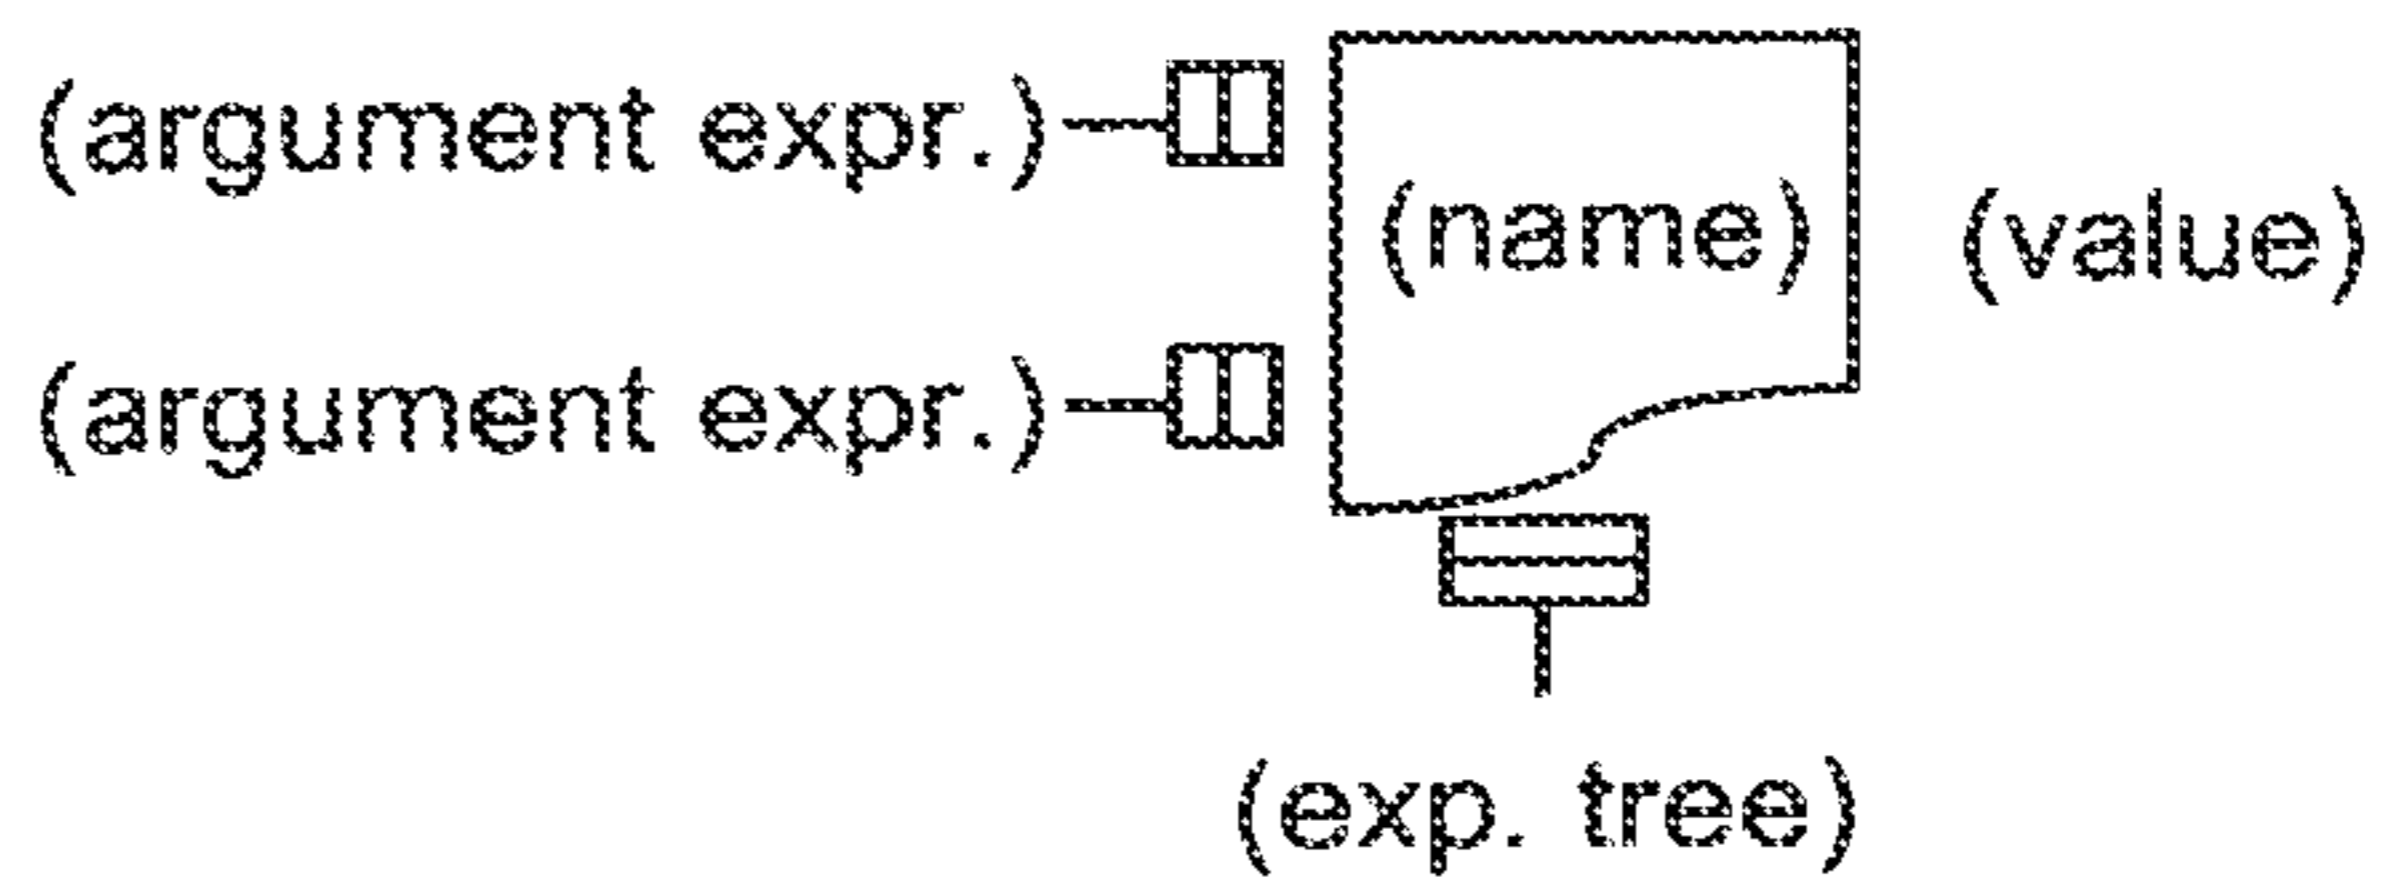 (argument expr.)
(name)
(value)
(argument expr.)
(exp. tree)